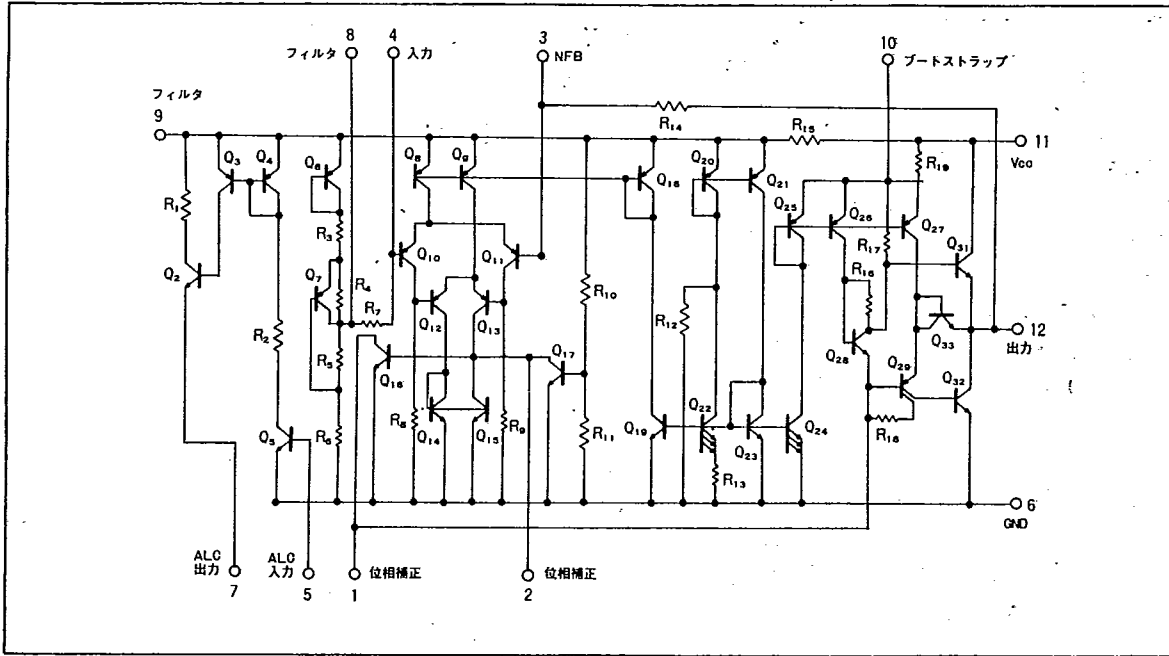 8
フィルタ
4
入力
3
NFB
10
ブートストラップ
フィルタ
9
R14
R15
11
Vcc
Q3
Q4
Q6
Q8
Q9
Q18
Q20
Q21
R19
Q25
Q26
Q27
R1
R3
R17
Q31
Q2
Q7
R4
R7
Q10
Q11
R10
R16
R12
Q12
Q13
Q33
12
出力
R2
R5
Q16
Q17
Q28
Q29
Q32
R6
R8
Q14
Q15
R9
R11
Q19
Q22
Q23
Q24
R18
Q5
R13
6
GND
ALC
出力
7
ALC
入力
5
位相補正
1
位相補正
2